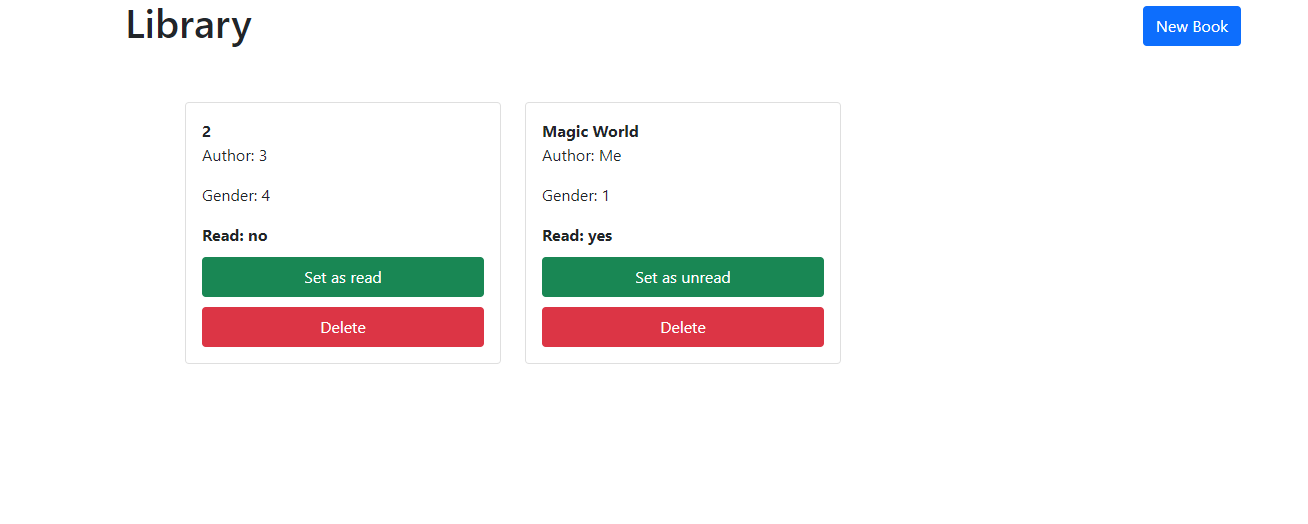 Library
New Book
2
Author: 3
Gender: 4
Read: no
Set as read
Delete
Magic World
Author: Me
Gender: 1
Read: yes
Set as unread
Delete